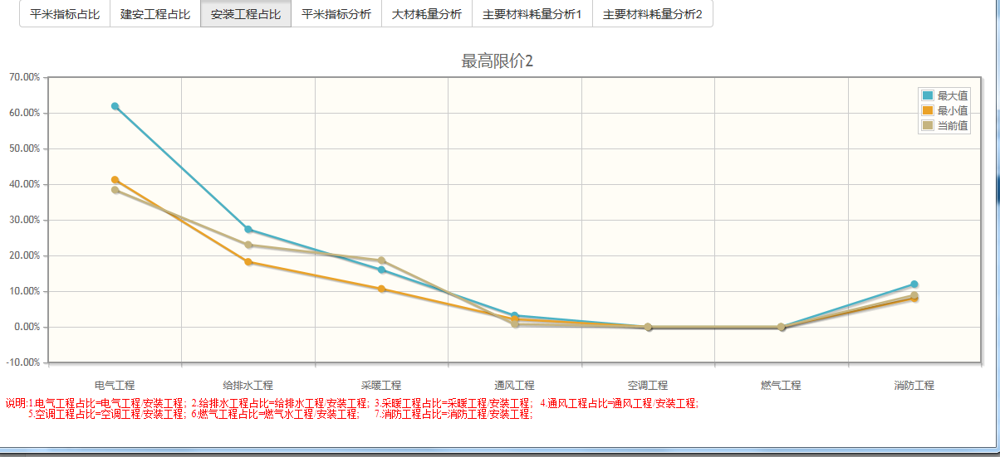 平米指标占比 建安工程占比 安装工程占比 平米指标分析 大材耗量分析 主要材料耗量分析1 主要材料耗量分析2
最高限价2
70.00%
60.00%
50.00%
40.00%
30.00%
20.00%
10.00%
0.00%
-10.00%
最大值
最小值
当前值
电气工程 给排水工程 采暖工程 通风工程 空调工程 燃气工程 消防工程
说明:1.电气工程占比=电气工程/安装工程; 2.给排水工程占比=给排水工程/安装工程; 3.采暖工程占比=采暖工程/安装工程; 4.通风工程占比=通风工程/安装工程;
5.空调工程占比=空调工程/安装工程; 6.燃气工程占比=燃气水工程/安装工程; 7.消防工程占比=消防工程/安装工程;